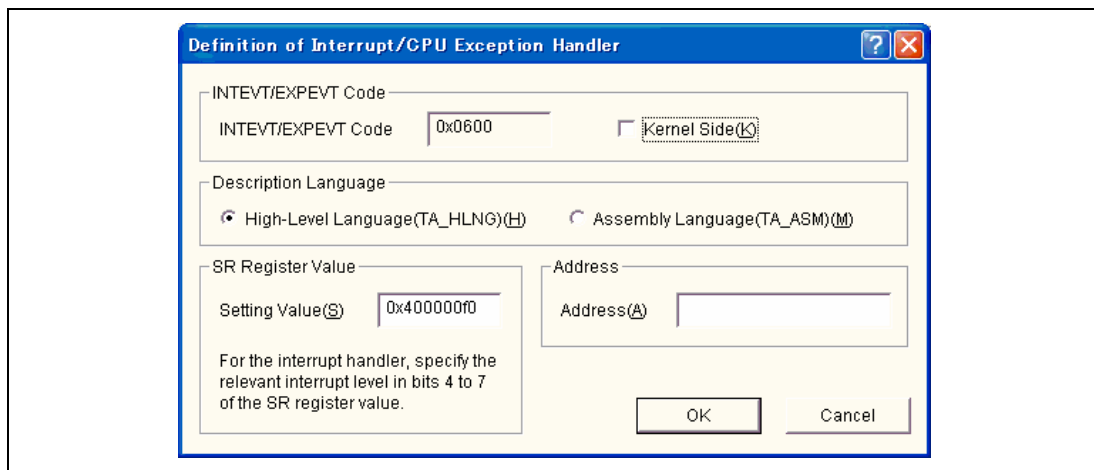 Definition of Interrupt/CPU Exception Handler
INTEVT/EXPEVT Code
INTEVT/EXPEVT Code 0x0600 Kernel Side(K)
Description Language
High-Level Language(TA_HLNG)(H) Assembly Language(TA_ASM)(M)
SR Register Value
Setting Value(S) 0x400000f0
For the interrupt handler, specify the
relevant interrupt level in bits 4 to 7
of the SR register value.
Address
Address(A)
OK Cancel